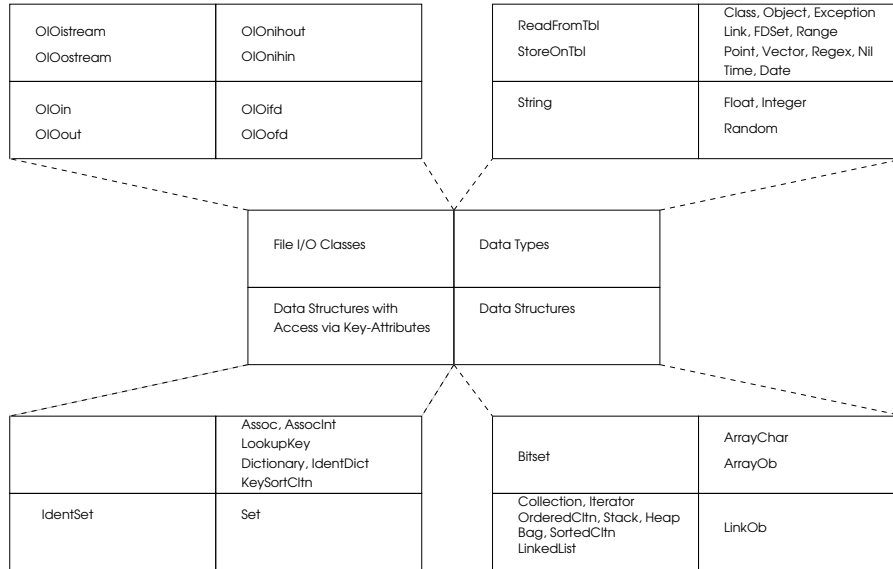 OIOistream
OIOostream
OIOnihout
OIOnihin
OIOin
OIOout
OIOifd
OIOofd
ReadFromTbl
StoreOnTbl
Class, Object, Exception
Link, FDSet, Range
Point, Vector, Regex, Nil
Time, Date
String
Float, Integer
Random
File I/O Classes
Data Types
Data Structures with
Access via Key-Attributes
Data Structures
Assoc, AssocInt
LookupKey
Dictionary, IdentDict
KeySortCltn
IdentSet
Set
Bitset
ArrayChar
ArrayOb
Collection, Iterator
OrderedCltn, Stack, Heap
Bag, SortedCltn
LinkedList
LinkOb